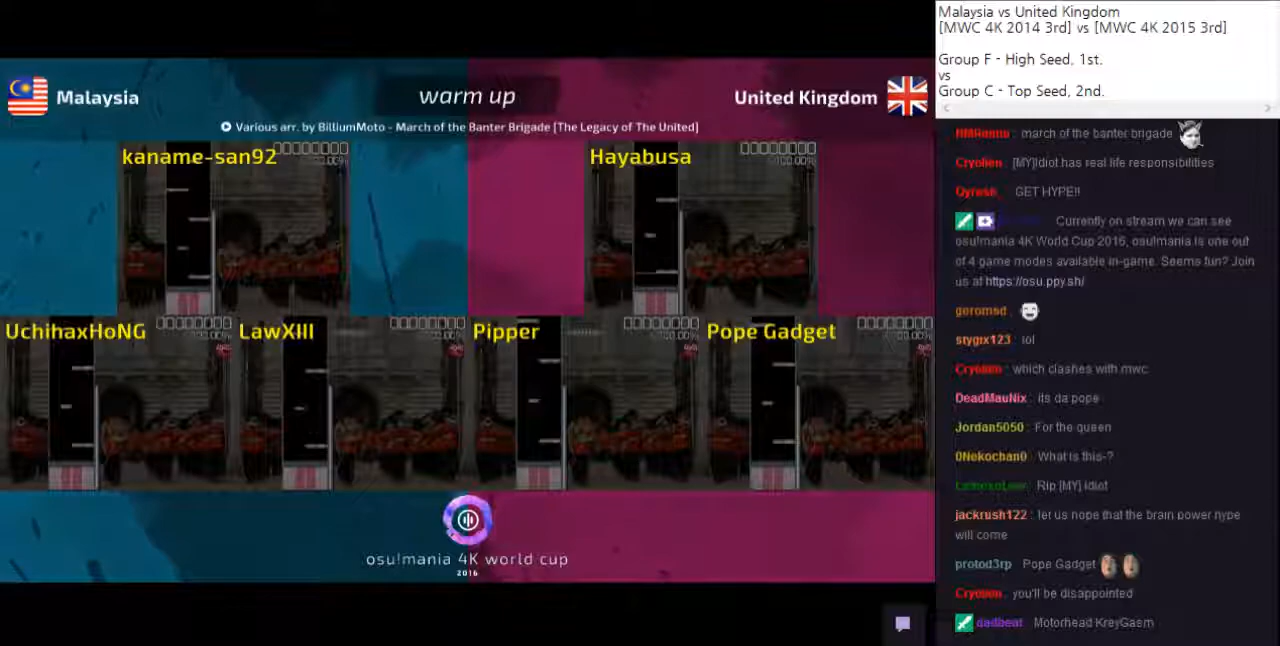 Malaysia vs United Kingdom
[MWC 4K 2014 3rd] vs [MWC 4K 2015 3rd]
Group F - High Seed, 1st.
vs
Group C - Top Seed, 2nd.
Malaysia
warm up
United Kingdom
Various arr. by BilliumMoto - March of the Banter Brigade [The Legacy of The United]
kaname-san92
Hayabusa
UchihaxHoNG
LawXIII
Pipper
Pope Gadget
osu!mania 4K world cup
2016
march of the banter brigade
Cryolien: [MY]Idiot has real life responsibilities
GET HYPE!!
Currently on stream we can see
osu!mania 4K World Cup 2016, osu!mania is one out
of 4 game modes available in-game. Seems fun? Join
us at https://osu.ppy.sh/
geromsd:
stygix123: lol
Cryolien: which clashes with mwc
DeadMauNix: its da pope
Jordan5050: For the queen
0Nekochan0: What is this-?
Rip [MY] Idiot
jackrush122: let us hope that the brain power hype
will come
protod3rp: Pope Gadget
Cryolien: you'll be disappointed
qadbeat: Motorhead KreyGasm